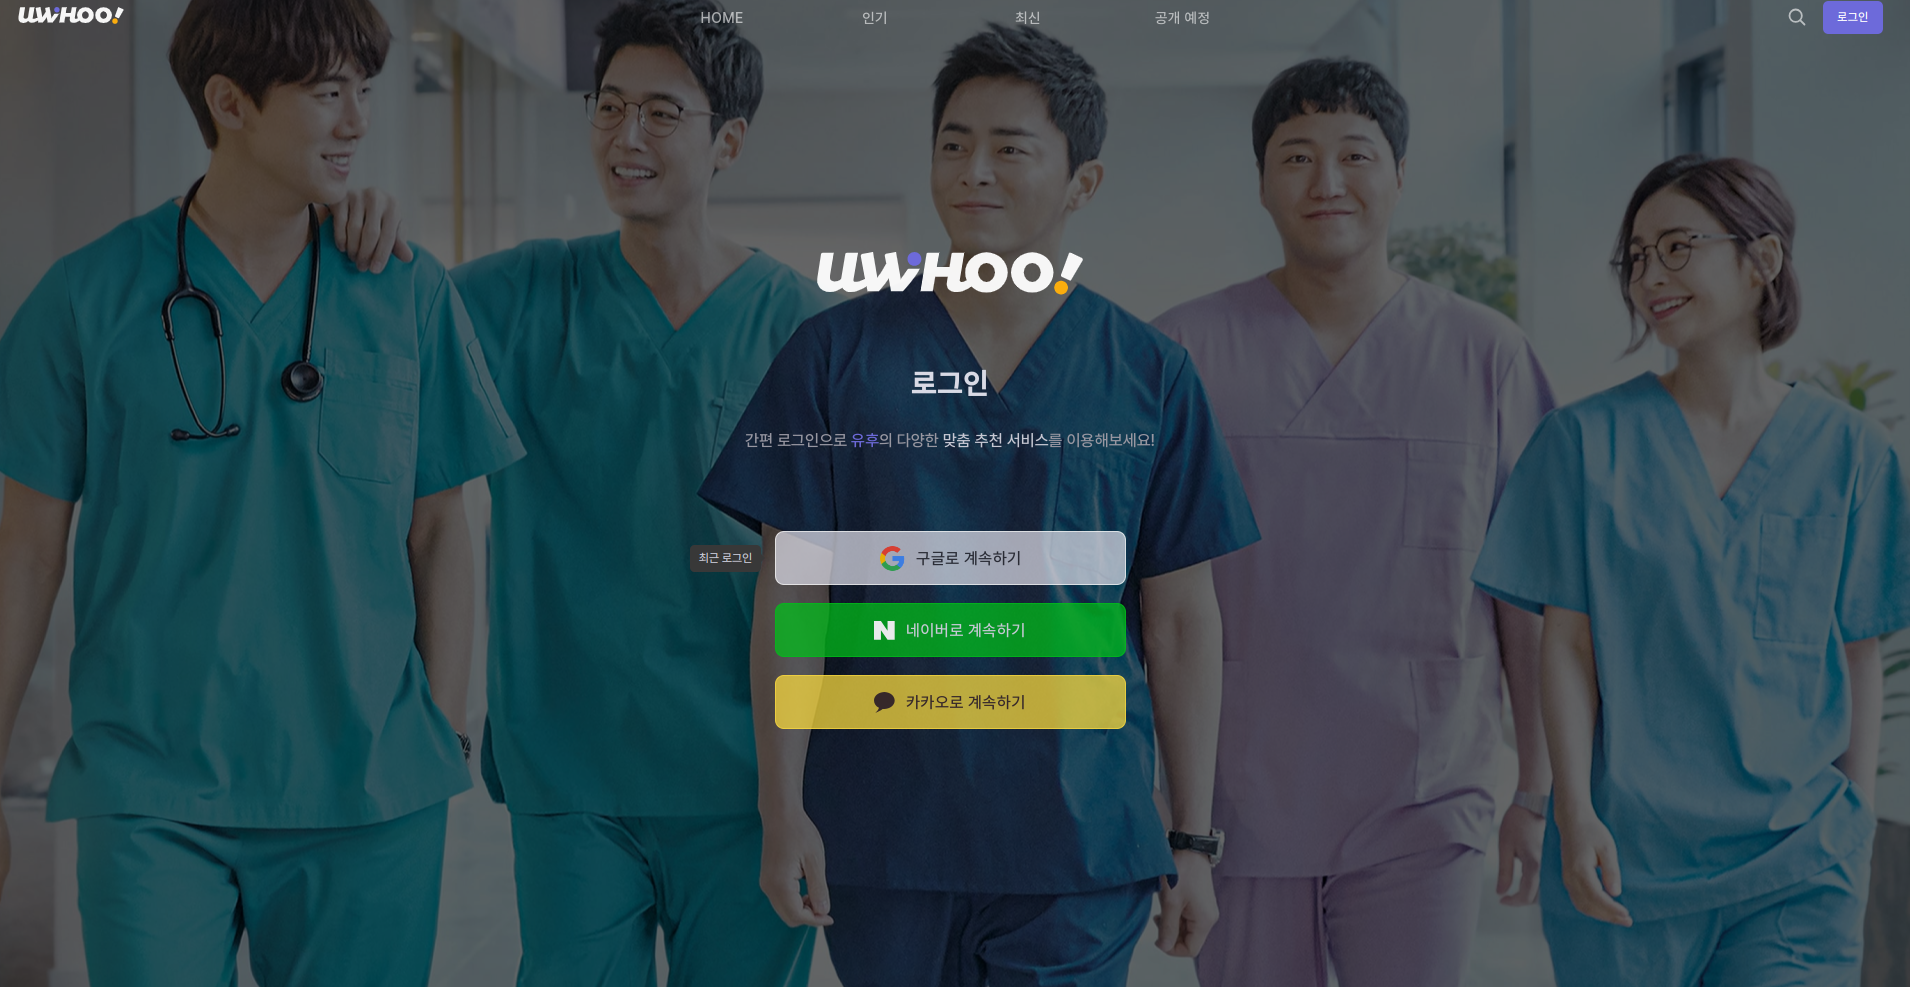 uwHOO!
HOME
인기
최신
공개 예정
로그인
uwHOO!
로그인
간편 로그인으로 유후의 다양한 맞춤 추천 서비스를 이용해보세요!
최근 로그인
구글로 계속하기
네이버로 계속하기
카카오로 계속하기